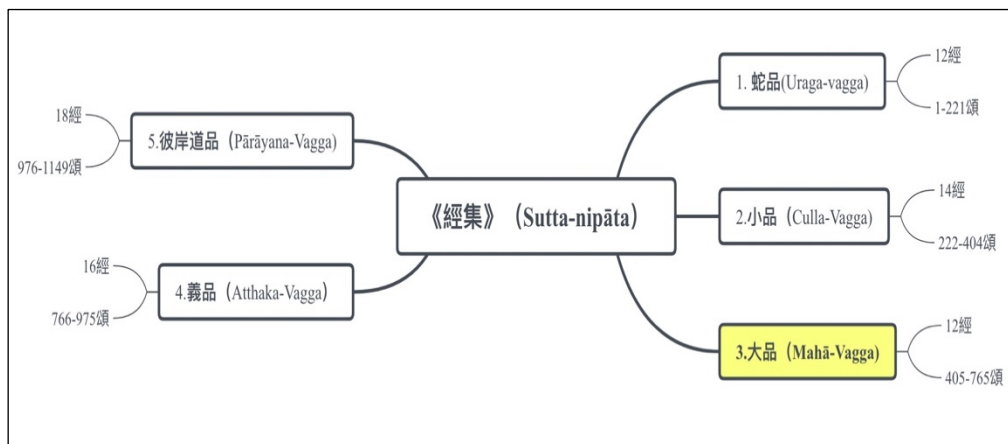 《經集》（Sutta-nipāta）
1. 蛇品(Uraga-vagga)
12經
1-221頌
2.小品（Culla-Vagga）
14經
222-404頌
3.大品（Mahā-Vagga)
12經
405-765頌
4.義品（Atthaka-Vagga）
16經
766-975頌
5.彼岸道品（Pārāyana-Vagga)
18經
976-1149頌